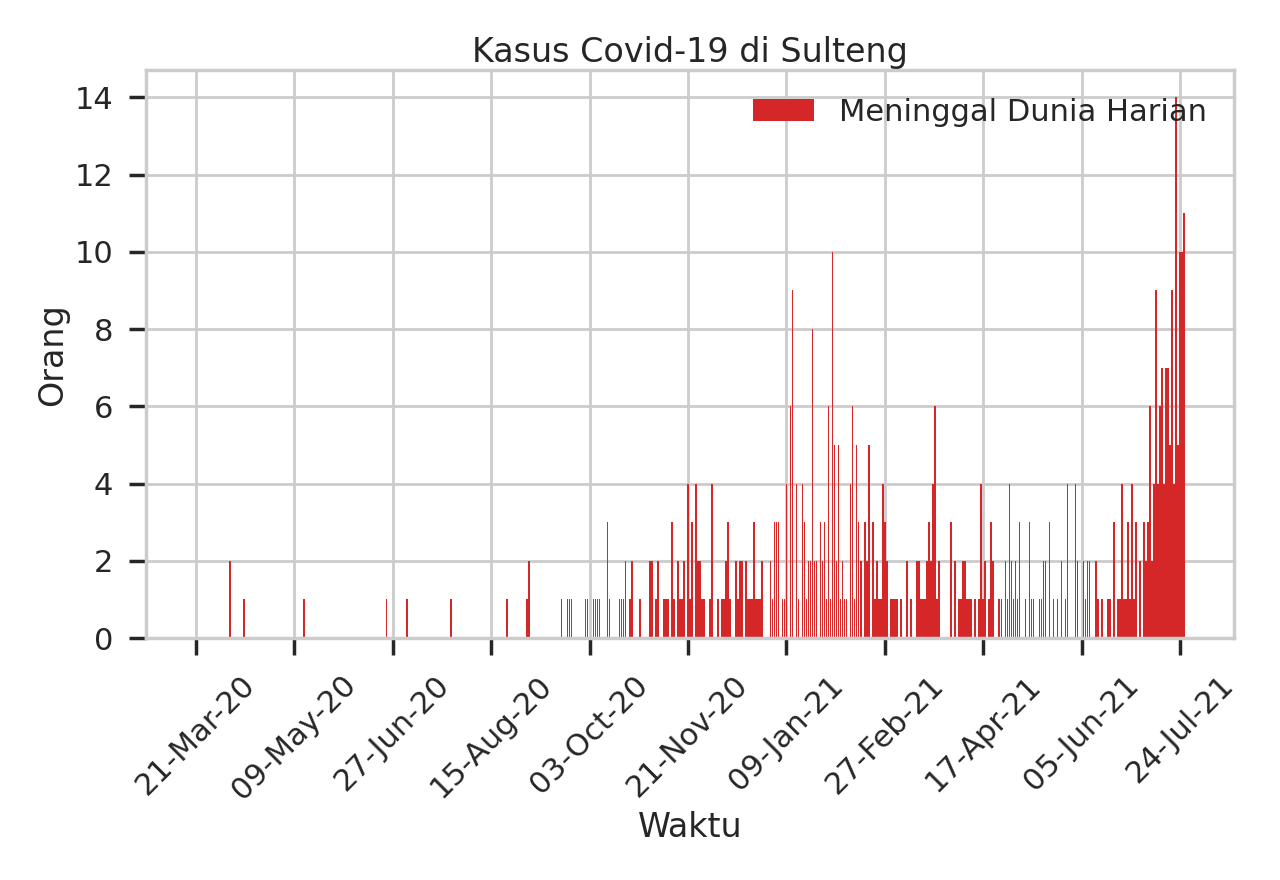 Kasus Covid-19 di Sulteng
Meninggal Dunia Harian
Orang
14
12
10
8
6
4
2
0
21-Mar-20
09-May-20
27-Jun-20
15-Aug-20
03-Oct-20
21-Nov-20
09-Jan-21
27-Feb-21
17-Apr-21
05-Jun-21
24-Jul-21
Waktu